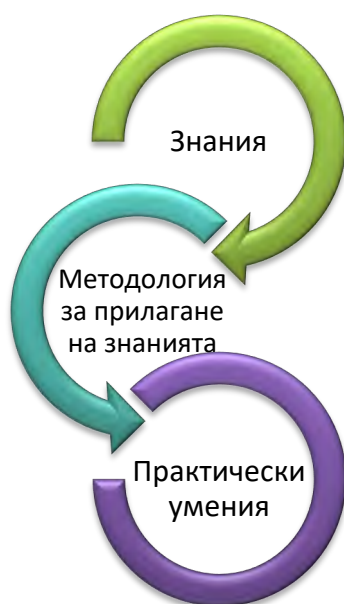 Знания
Методология
за прилагане
на знанията
Практически
умения